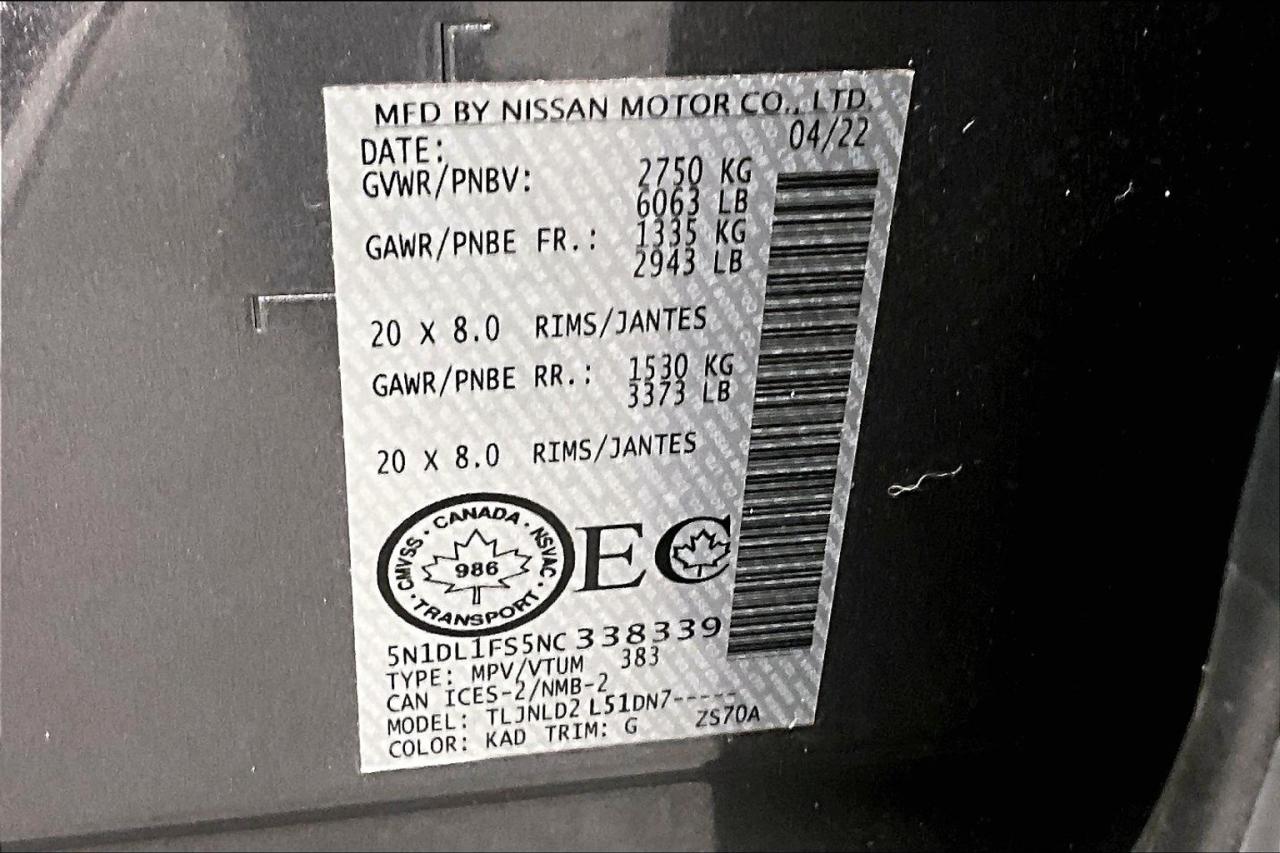 MFD BY NISSAN MOTOR CO., LTD.
DATE: 04/22
GVWR/PNBV: 2750 KG
6063 LB
GAWR/PNBE FR.: 1335 KG
2943 LB
20 X 8.0 RIMS/JANTES
GAWR/PNBE RR.: 1530 KG
3373 LB
20 X 8.0 RIMS/JANTES
CMVSS · CANADA · NSVAC · TRANSPORT ·
986
EC
5N1DL1FS5NC338339
TYPE: MPV/VTUM 383
CAN ICES-2/NMB-2
MODEL: TLJNLD2 L51DN7-----
COLOR: KAD TRIM: G ZS70A